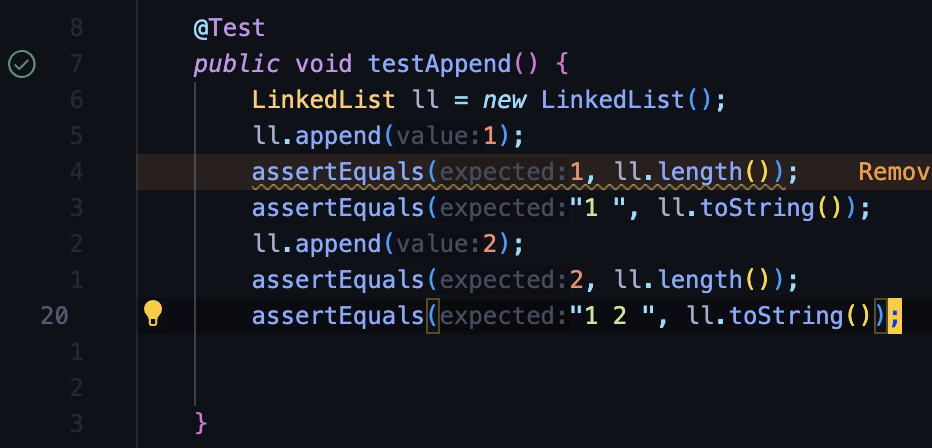 8 @Test
7 public void testAppend() {
6 LinkedList ll = new LinkedList();
5 ll.append(value:1);
4 assertEquals(expected:1, ll.length()); Remov
3 assertEquals(expected:"1 ", ll.toString());
2 ll.append(value:2);
1 assertEquals(expected:2, ll.length());
20 assertEquals(expected:"1 2 ", ll.toString());
1
2
3 }